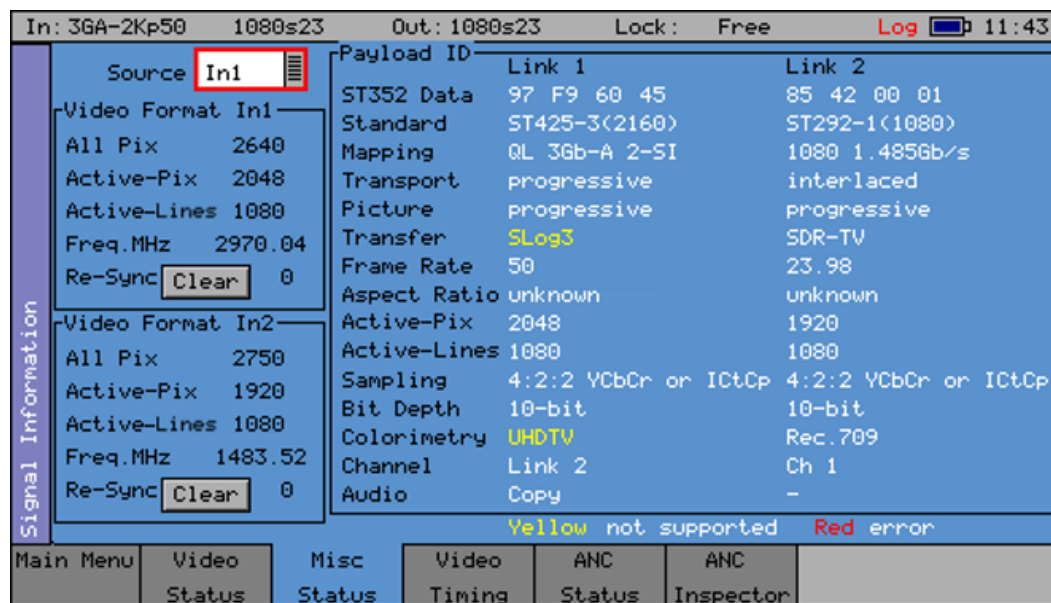 In: 3GA-2Kp50 1080s23 Out: 1080s23 Lock: Free Log 11:43
Signal Information
Source In1
Video Format In1
All Pix 2640
Active-Pix 2048
Active-Lines 1080
Freq.MHz 2970.04
Re-Sync Clear 0
Video Format In2
All Pix 2750
Active-Pix 1920
Active-Lines 1080
Freq.MHz 1483.52
Re-Sync Clear 0
Payload ID
Link 1 Link 2
ST352 Data 97 F9 60 45 85 42 00 01
Standard ST425-3(2160) ST292-1(1080)
Mapping QL 3Gb-A 2-SI 1080 1.485Gb/s
Transport progressive interlaced
Picture progressive progressive
Transfer SLog3 SDR-TV
Frame Rate 50 23.98
Aspect Ratio unknown unknown
Active-Pix 2048 1920
Active-Lines 1080 1080
Sampling 4:2:2 YCbCr or ICtCp 4:2:2 YCbCr or ICtCp
Bit Depth 10-bit 10-bit
Colorimetry UHDTV Rec.709
Channel Link 2 Ch 1
Audio Copy -
Yellow not supported Red error
Main Menu Video Status Misc Status Video Timing ANC Status ANC Inspector